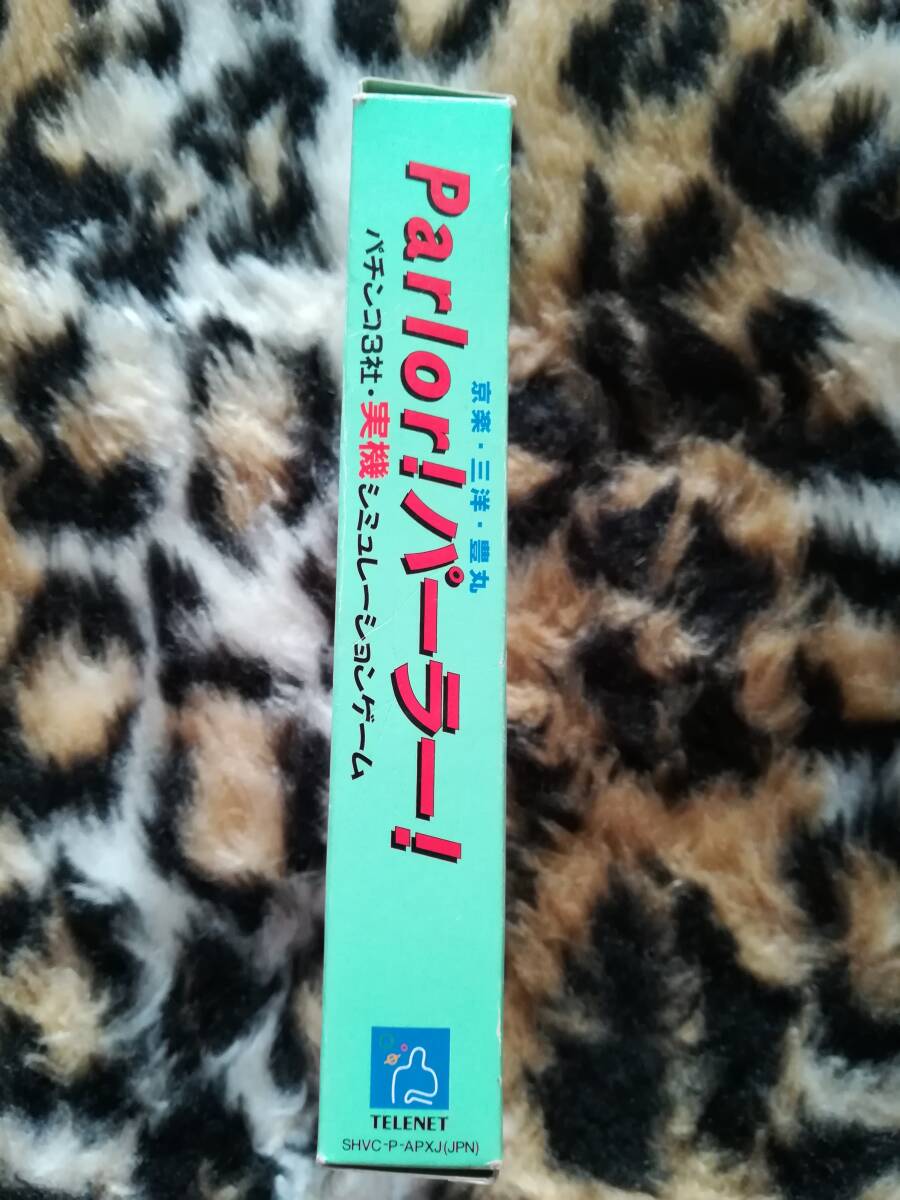 京楽・三洋・豊丸
Parlor!パーラー!
パチンコ3社・実機シミュレーションゲーム
TELENET
SHVC-P-APXJ(JPN)